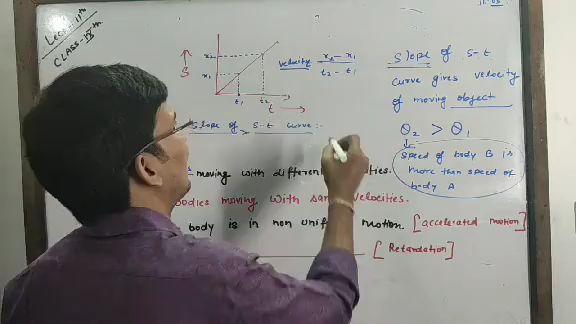 Lect: 11th
CLASS-IXth
11-05
↑
S
x₂
x₁
t₁ t₂
t →
velocity x₂ - x₁
t₂ - t₁
Slope of S-t curve :-
moving with different
bodies moving with same velocities.
body is in non uniform motion [accelerated motion]
[Retardation]
Slope of s-t
curve gives velocity
of moving object
θ₂ > θ₁
↓
speed of body B is
more than speed of
body A